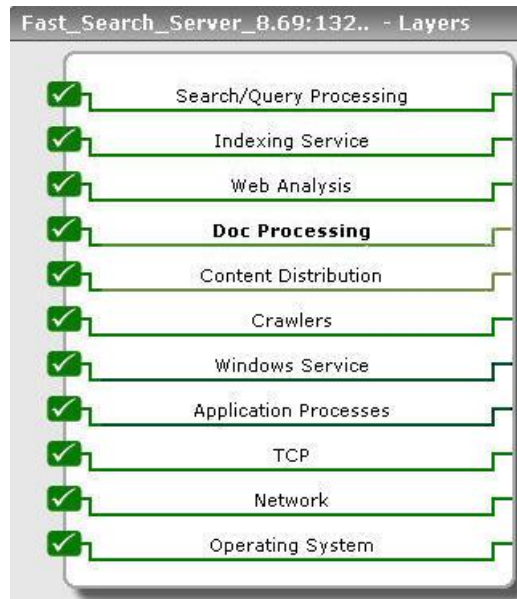 Fast_Search_Server_8.69:132.. - Layers
Search/Query Processing
Indexing Service
Web Analysis
Doc Processing
Content Distribution
Crawlers
Windows Service
Application Processes
TCP
Network
Operating System